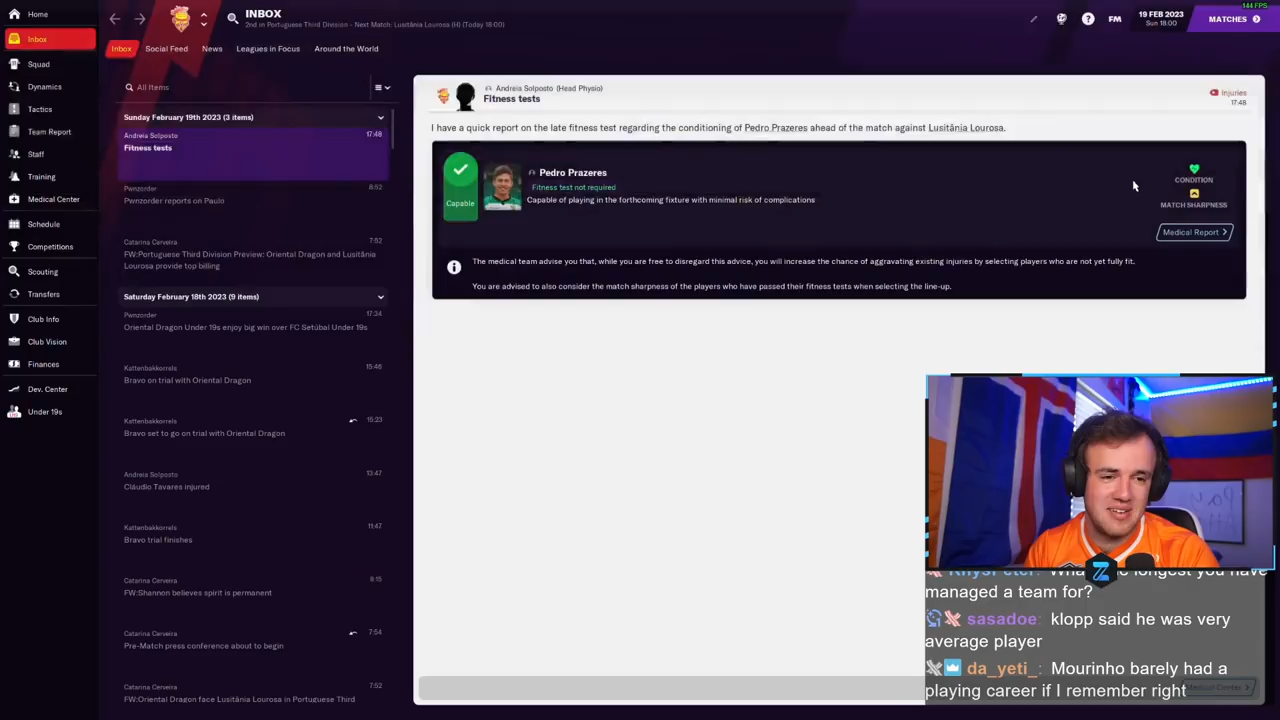 144 FPS
Home
Inbox
Squad
Dynamics
Tactics
Team Report
Staff
Training
Medical Center
Schedule
Competitions
Scouting
Transfers
Club Info
Club Vision
Finances
Dev. Center
Under 19s
INBOX
2nd in Portuguese Third Division - Next Match: Lusitânia Lourosa (H) (Today 18:00)
FM
19 FEB 2023
Sun 18:00
MATCHES
Inbox
Social Feed
News
Leagues in Focus
Around the World
All Items
Sunday February 19th 2023 (3 items)
Andreia Solposto 17:48
Fitness tests
Pwnzorder 8:52
Pwnzorder reports on Paulo
Catarina Cerveira 7:52
FW:Portuguese Third Division Preview: Oriental Dragon and Lusitânia
Lourosa provide top billing
Saturday February 18th 2023 (9 items)
Pwnzorder 17:34
Oriental Dragon Under 19s enjoy big win over FC Setúbal Under 19s
Kattenbakkorrels 15:46
Bravo on trial with Oriental Dragon
Kattenbakkorrels 15:23
Bravo set to go on trial with Oriental Dragon
Andreia Solposto 13:47
Cláudio Tavares injured
Kattenbakkorrels 11:47
Bravo trial finishes
Catarina Cerveira 8:15
FW:Shannon believes spirit is permanent
Catarina Cerveira 7:54
Pre-Match press conference about to begin
Catarina Cerveira 7:52
FW:Oriental Dragon face Lusitânia Lourosa in Portuguese Third
Andreia Solposto (Head Physio)
Fitness tests
Injuries
17:48
I have a quick report on the late fitness test regarding the conditioning of Pedro Prazeres ahead of the match against Lusitânia Lourosa.
Capable
Pedro Prazeres
Fitness test not required
Capable of playing in the forthcoming fixture with minimal risk of complications
CONDITION
MATCH SHARPNESS
Medical Report
The medical team advise you that, while you are free to disregard this advice, you will increase the chance of aggravating existing injuries by selecting players who are not yet fully fit.
You are advised to also consider the match sharpness of the players who have passed their fitness tests when selecting the line-up.
longest you have
managed a team for?
sasadoe: klopp said he was very
average player
da_yeti_: Mourinho barely had a
playing career if I remember right
Medical Center